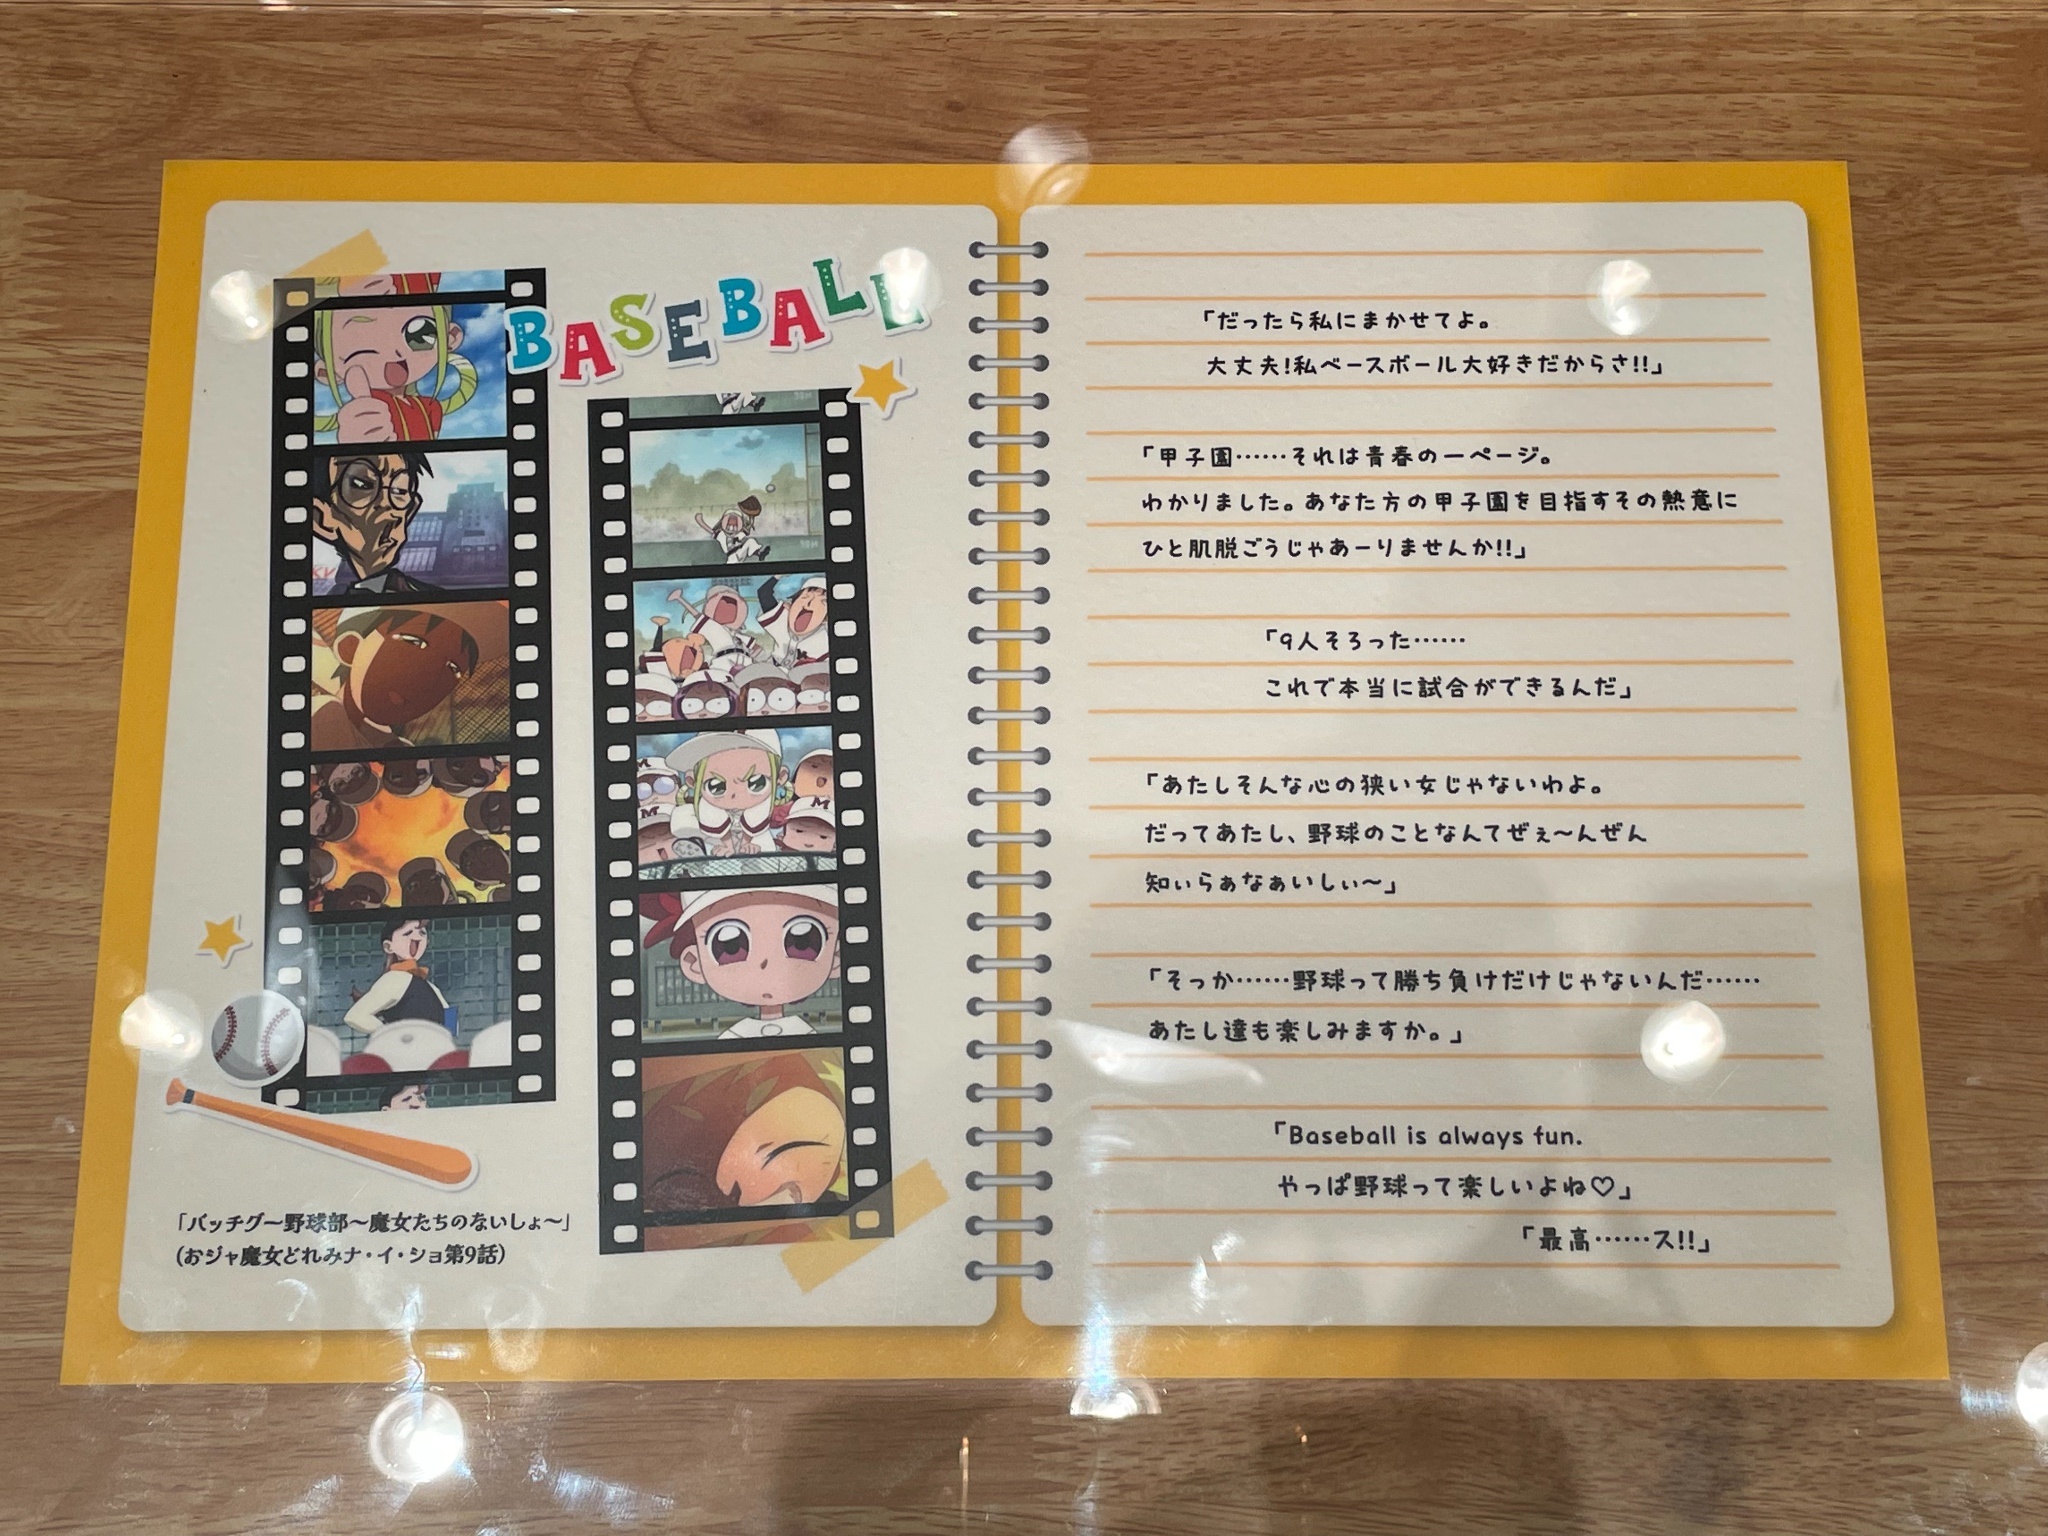 BASEBALL
「バッチグー野球部〜魔女たちのないしょ〜」
(おジャ魔女どれみナ・イ・ショ第9話)
「だったら私にまかせてよ。
大丈夫!私ベースボール大好きだからさ!!」
「甲子園……それは青春の一ページ。
わかりました。あなた方の甲子園を目指すその熱意に
ひと肌脱ごうじゃあーりませんか!!」
「9人そろった……
これで本当に試合ができるんだ」
「あたしそんな心の狭い女じゃないわよ。
だってあたし、野球のことなんてぜぇ〜んぜん
知ぃらぁなぁいしぃ〜」
「そっか……野球って勝ち負けだけじゃないんだ……
あたし達も楽しみますか。」
「Baseball is always fun.
やっぱ野球って楽しいよね♡」
「最高……ス!!」